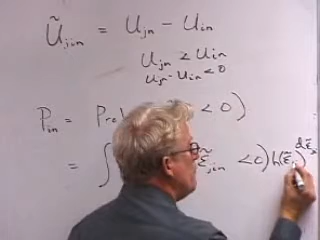 Ũjin = Ujn - Uin
Ujn ≥ Uin
Ujn - Uin < 0
Pin = Pro < 0)
= ∫ ε̃jin < 0) h(ε̃ ) dε̃